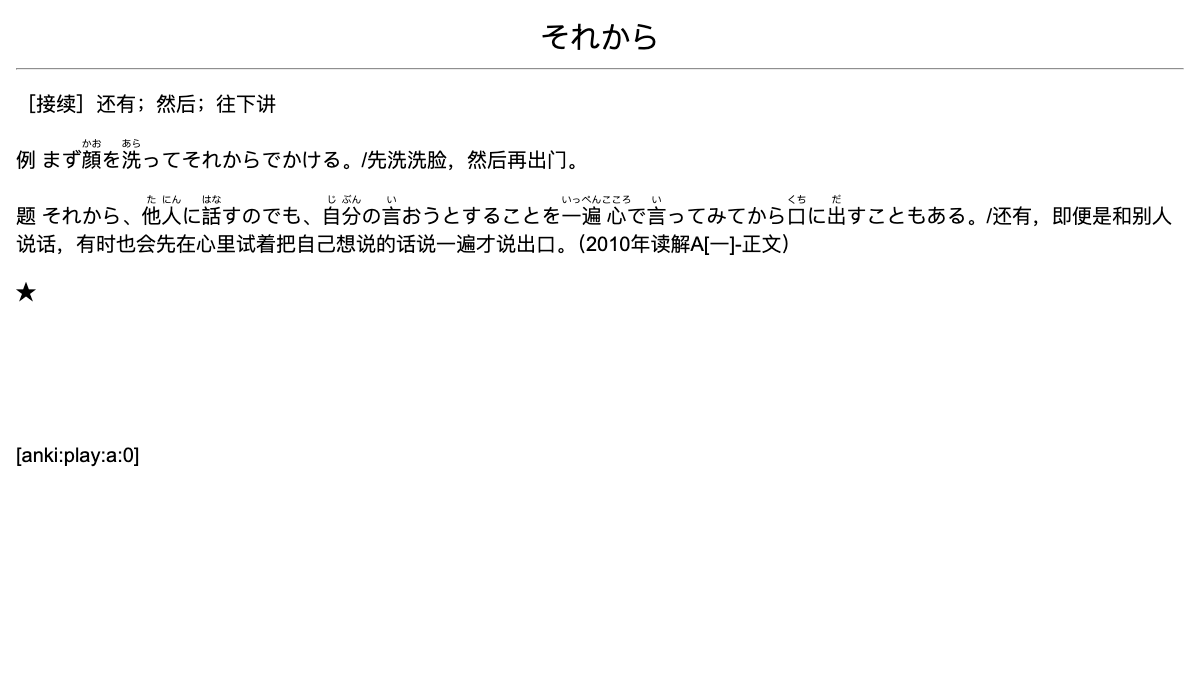 それから
［接续］还有；然后；往下讲
かお あら
例 まず顔を洗ってそれからでかける。/先洗洗脸，然后再出门。
た にん はな じ ぶん い いっぺんこころ い くち だ
题 それから、他人に話すのでも、自分の言おうとすることを一遍心で言ってみてから口に出すこともある。/还有，即便是和别人
说话，有时也会先在心里试着把自己想说的话说一遍才说出口。（2010年读解A[一]-正文）
★
[anki:play:a:0]